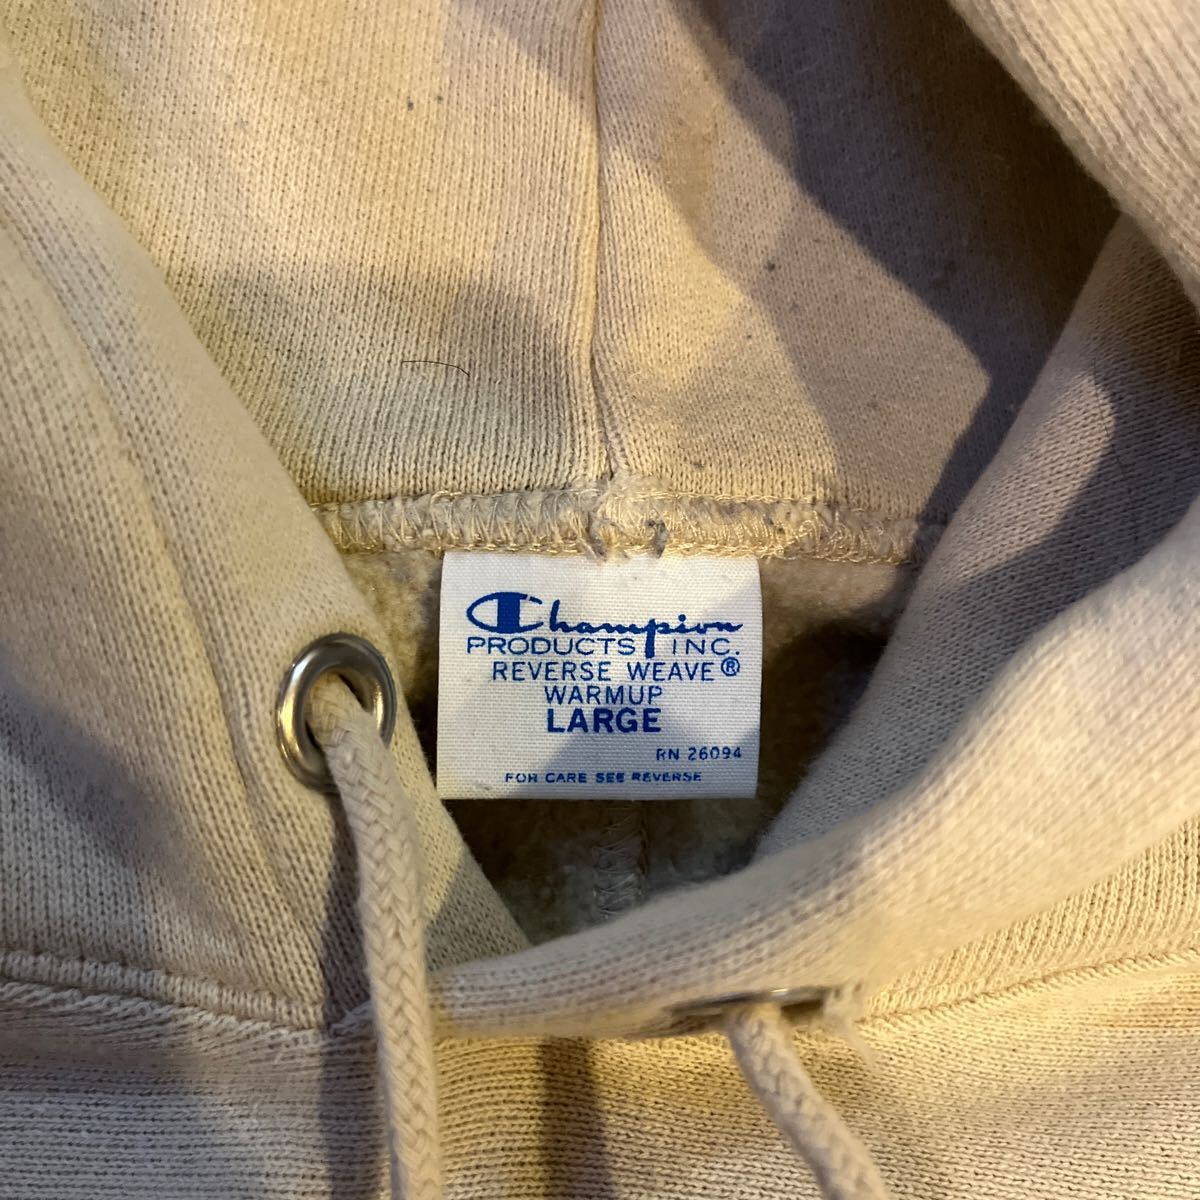 Champion
PRODUCTS INC.
REVERSE WEAVE®
WARMUP
LARGE
RN 26094
FOR CARE SEE REVERSE